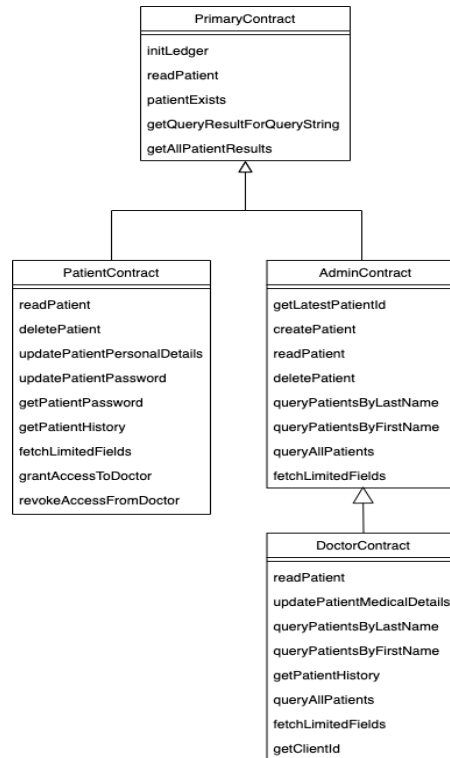 PrimaryContract
initLedger
readPatient
patientExists
getQueryResultForQueryString
getAllPatientResults
PatientContract
readPatient
deletePatient
updatePatientPersonalDetails
updatePatientPassword
getPatientPassword
getPatientHistory
fetchLimitedFields
grantAccessToDoctor
revokeAccessFromDoctor
AdminContract
getLatestPatientId
createPatient
readPatient
deletePatient
queryPatientsByLastName
queryPatientsByFirstName
queryAllPatients
fetchLimitedFields
DoctorContract
readPatient
updatePatientMedicalDetails
queryPatientsByLastName
queryPatientsByFirstName
getPatientHistory
queryAllPatients
fetchLimitedFields
getClientId